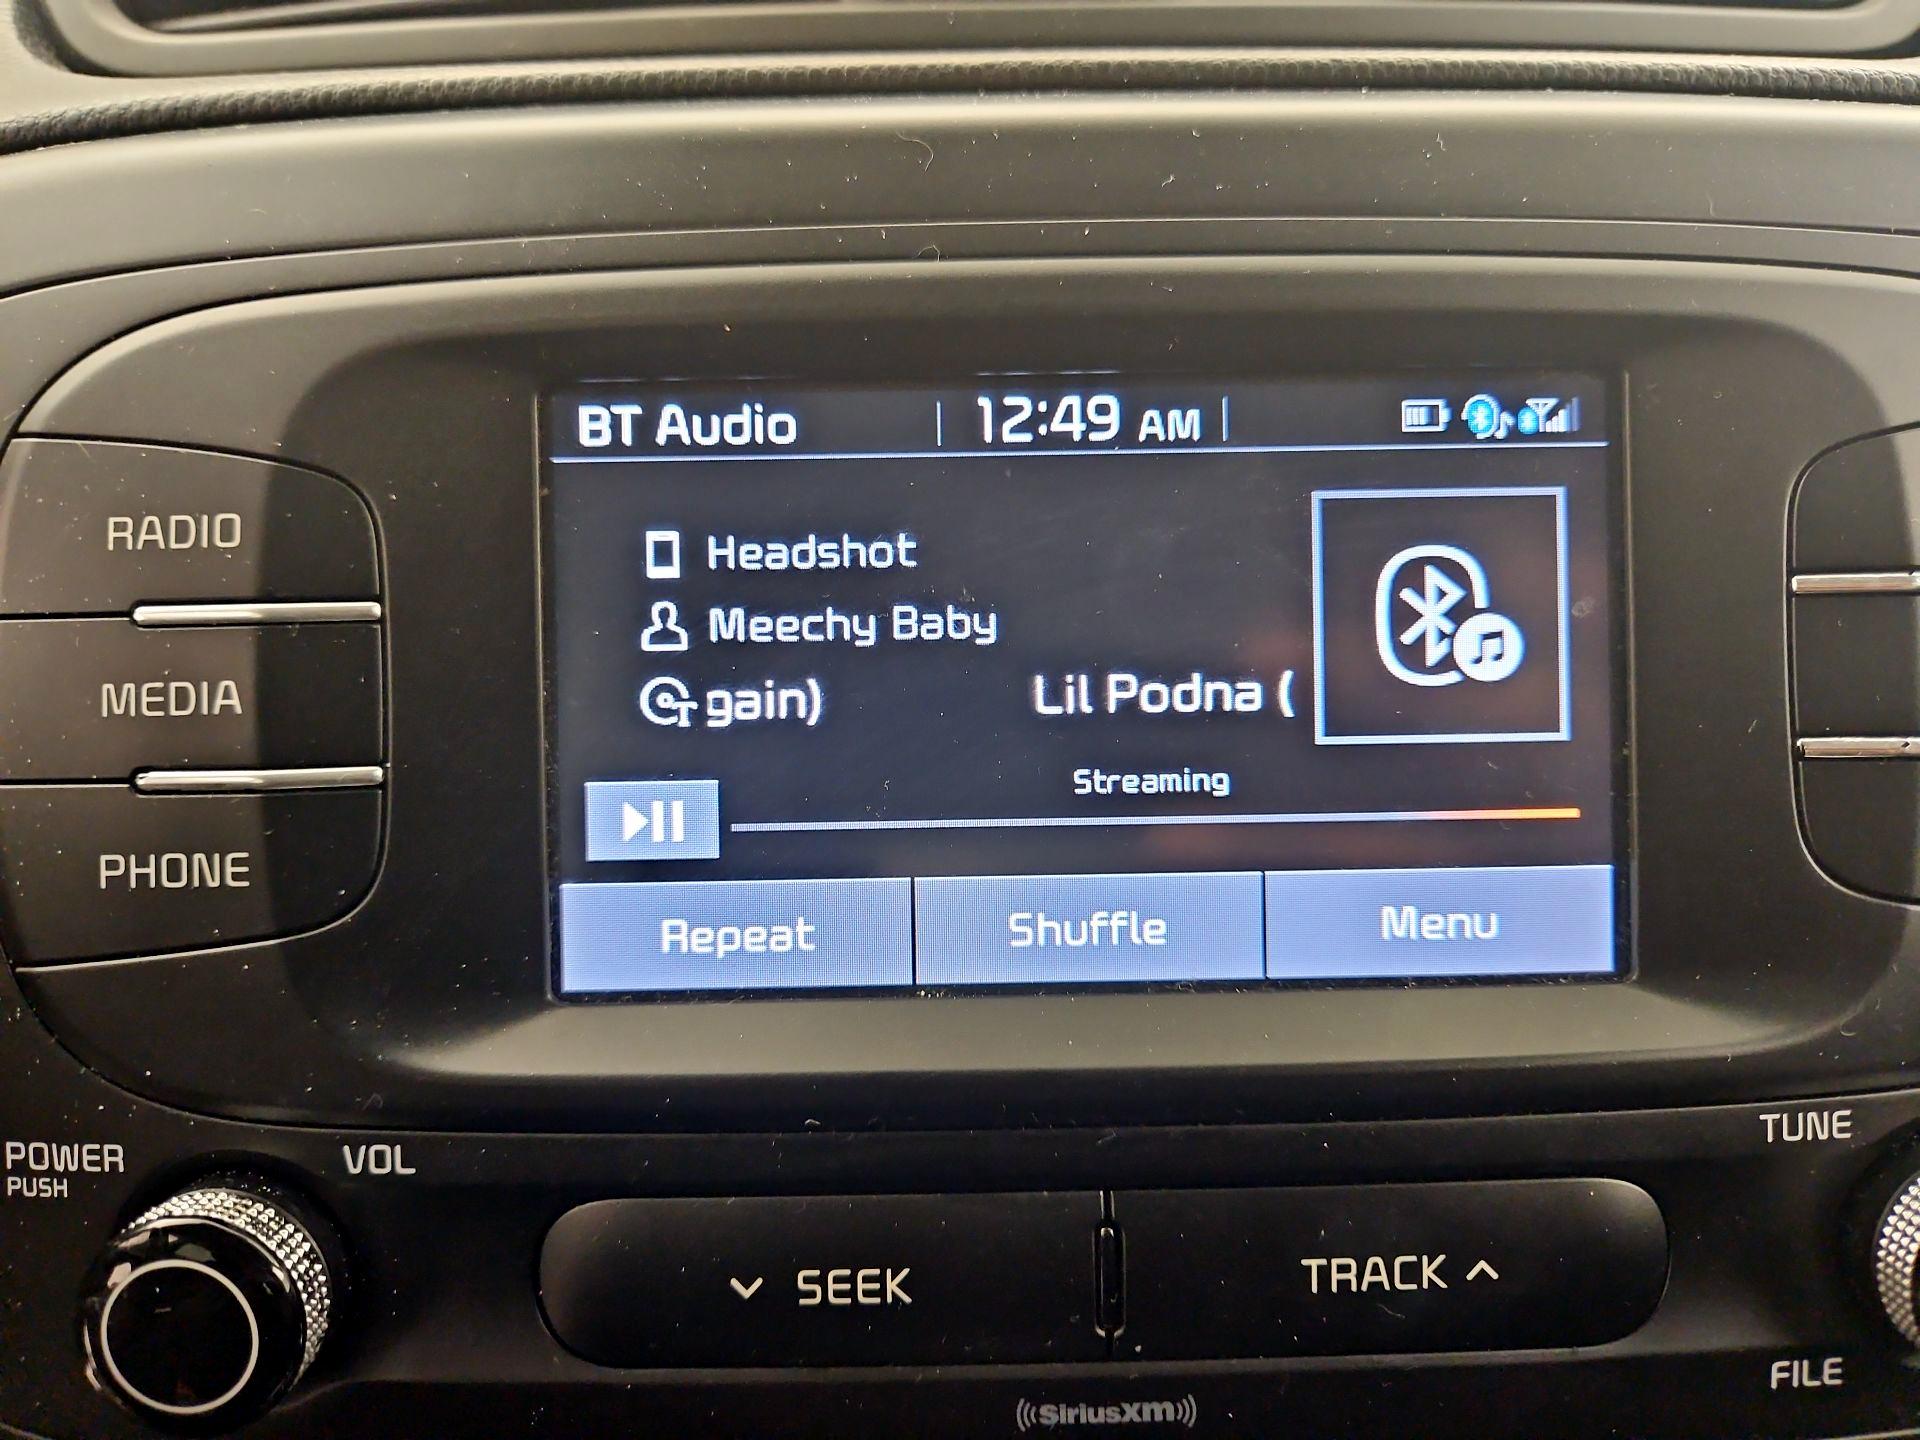 BT Audio 12:49 AM
Headshot
Meechy Baby
gain) Lil Podna (
Streaming
Repeat Shuffle Menu
RADIO
MEDIA
PHONE
POWER
PUSH
VOL
SEEK
TRACK
TUNE
FILE
SiriusXm